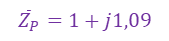 Z̅_P = 1 + j1,09